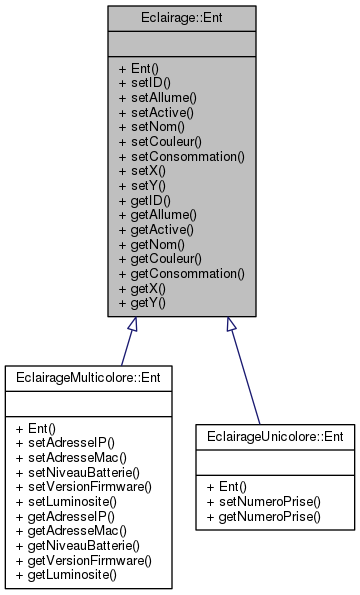 Eclairage::Ent
+ Ent()
+ setID()
+ setAllume()
+ setActive()
+ setNom()
+ setCouleur()
+ setConsommation()
+ setX()
+ setY()
+ getID()
+ getAllume()
+ getActive()
+ getNom()
+ getCouleur()
+ getConsommation()
+ getX()
+ getY()
EclairageMulticolore::Ent
+ Ent()
+ setAdresseIP()
+ setAdresseMac()
+ setNiveauBatterie()
+ setVersionFirmware()
+ setLuminosite()
+ getAdresseIP()
+ getAdresseMac()
+ getNiveauBatterie()
+ getVersionFirmware()
+ getLuminosite()
EclairageUnicolore::Ent
+ Ent()
+ setNumeroPrise()
+ getNumeroPrise()